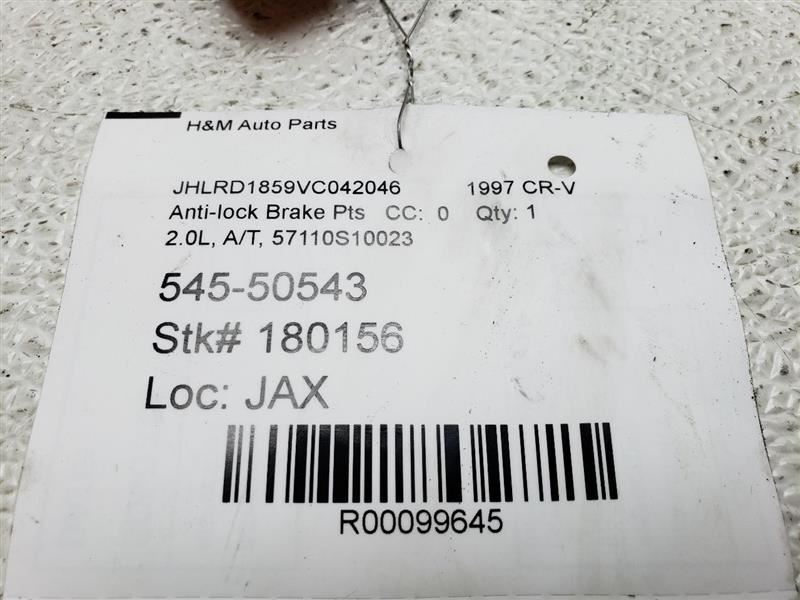 H&M Auto Parts
JHLRD1859VC042046 1997 CR-V
Anti-lock Brake Pts CC: 0 Qty: 1
2.0L, A/T, 57110S10023
545-50543
Stk# 180156
Loc: JAX
R00099645